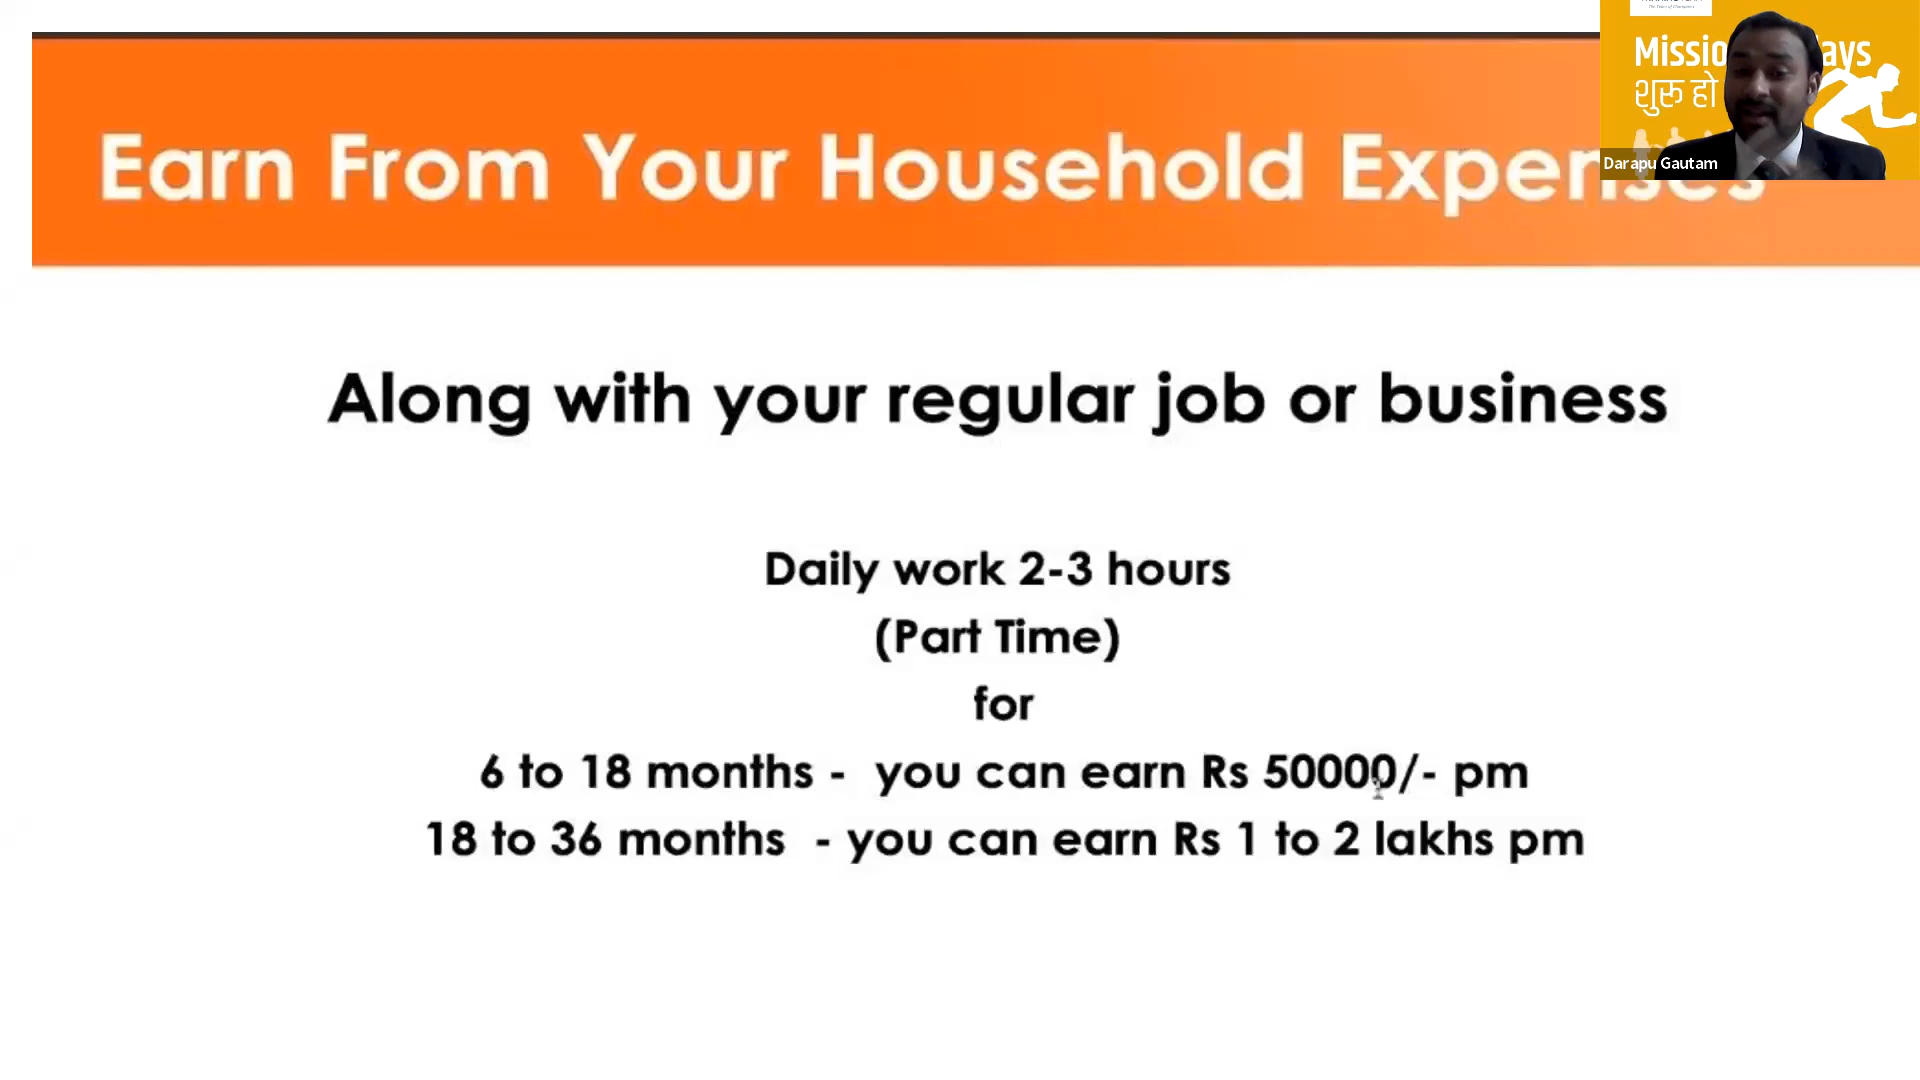 Earn From Your Household Expenses
Along with your regular job or business
Daily work 2-3 hours
(Part Time)
for
6 to 18 months - you can earn Rs 50000/- pm
18 to 36 months - you can earn Rs 1 to 2 lakhs pm
शुरू हो
Darapu Gautam